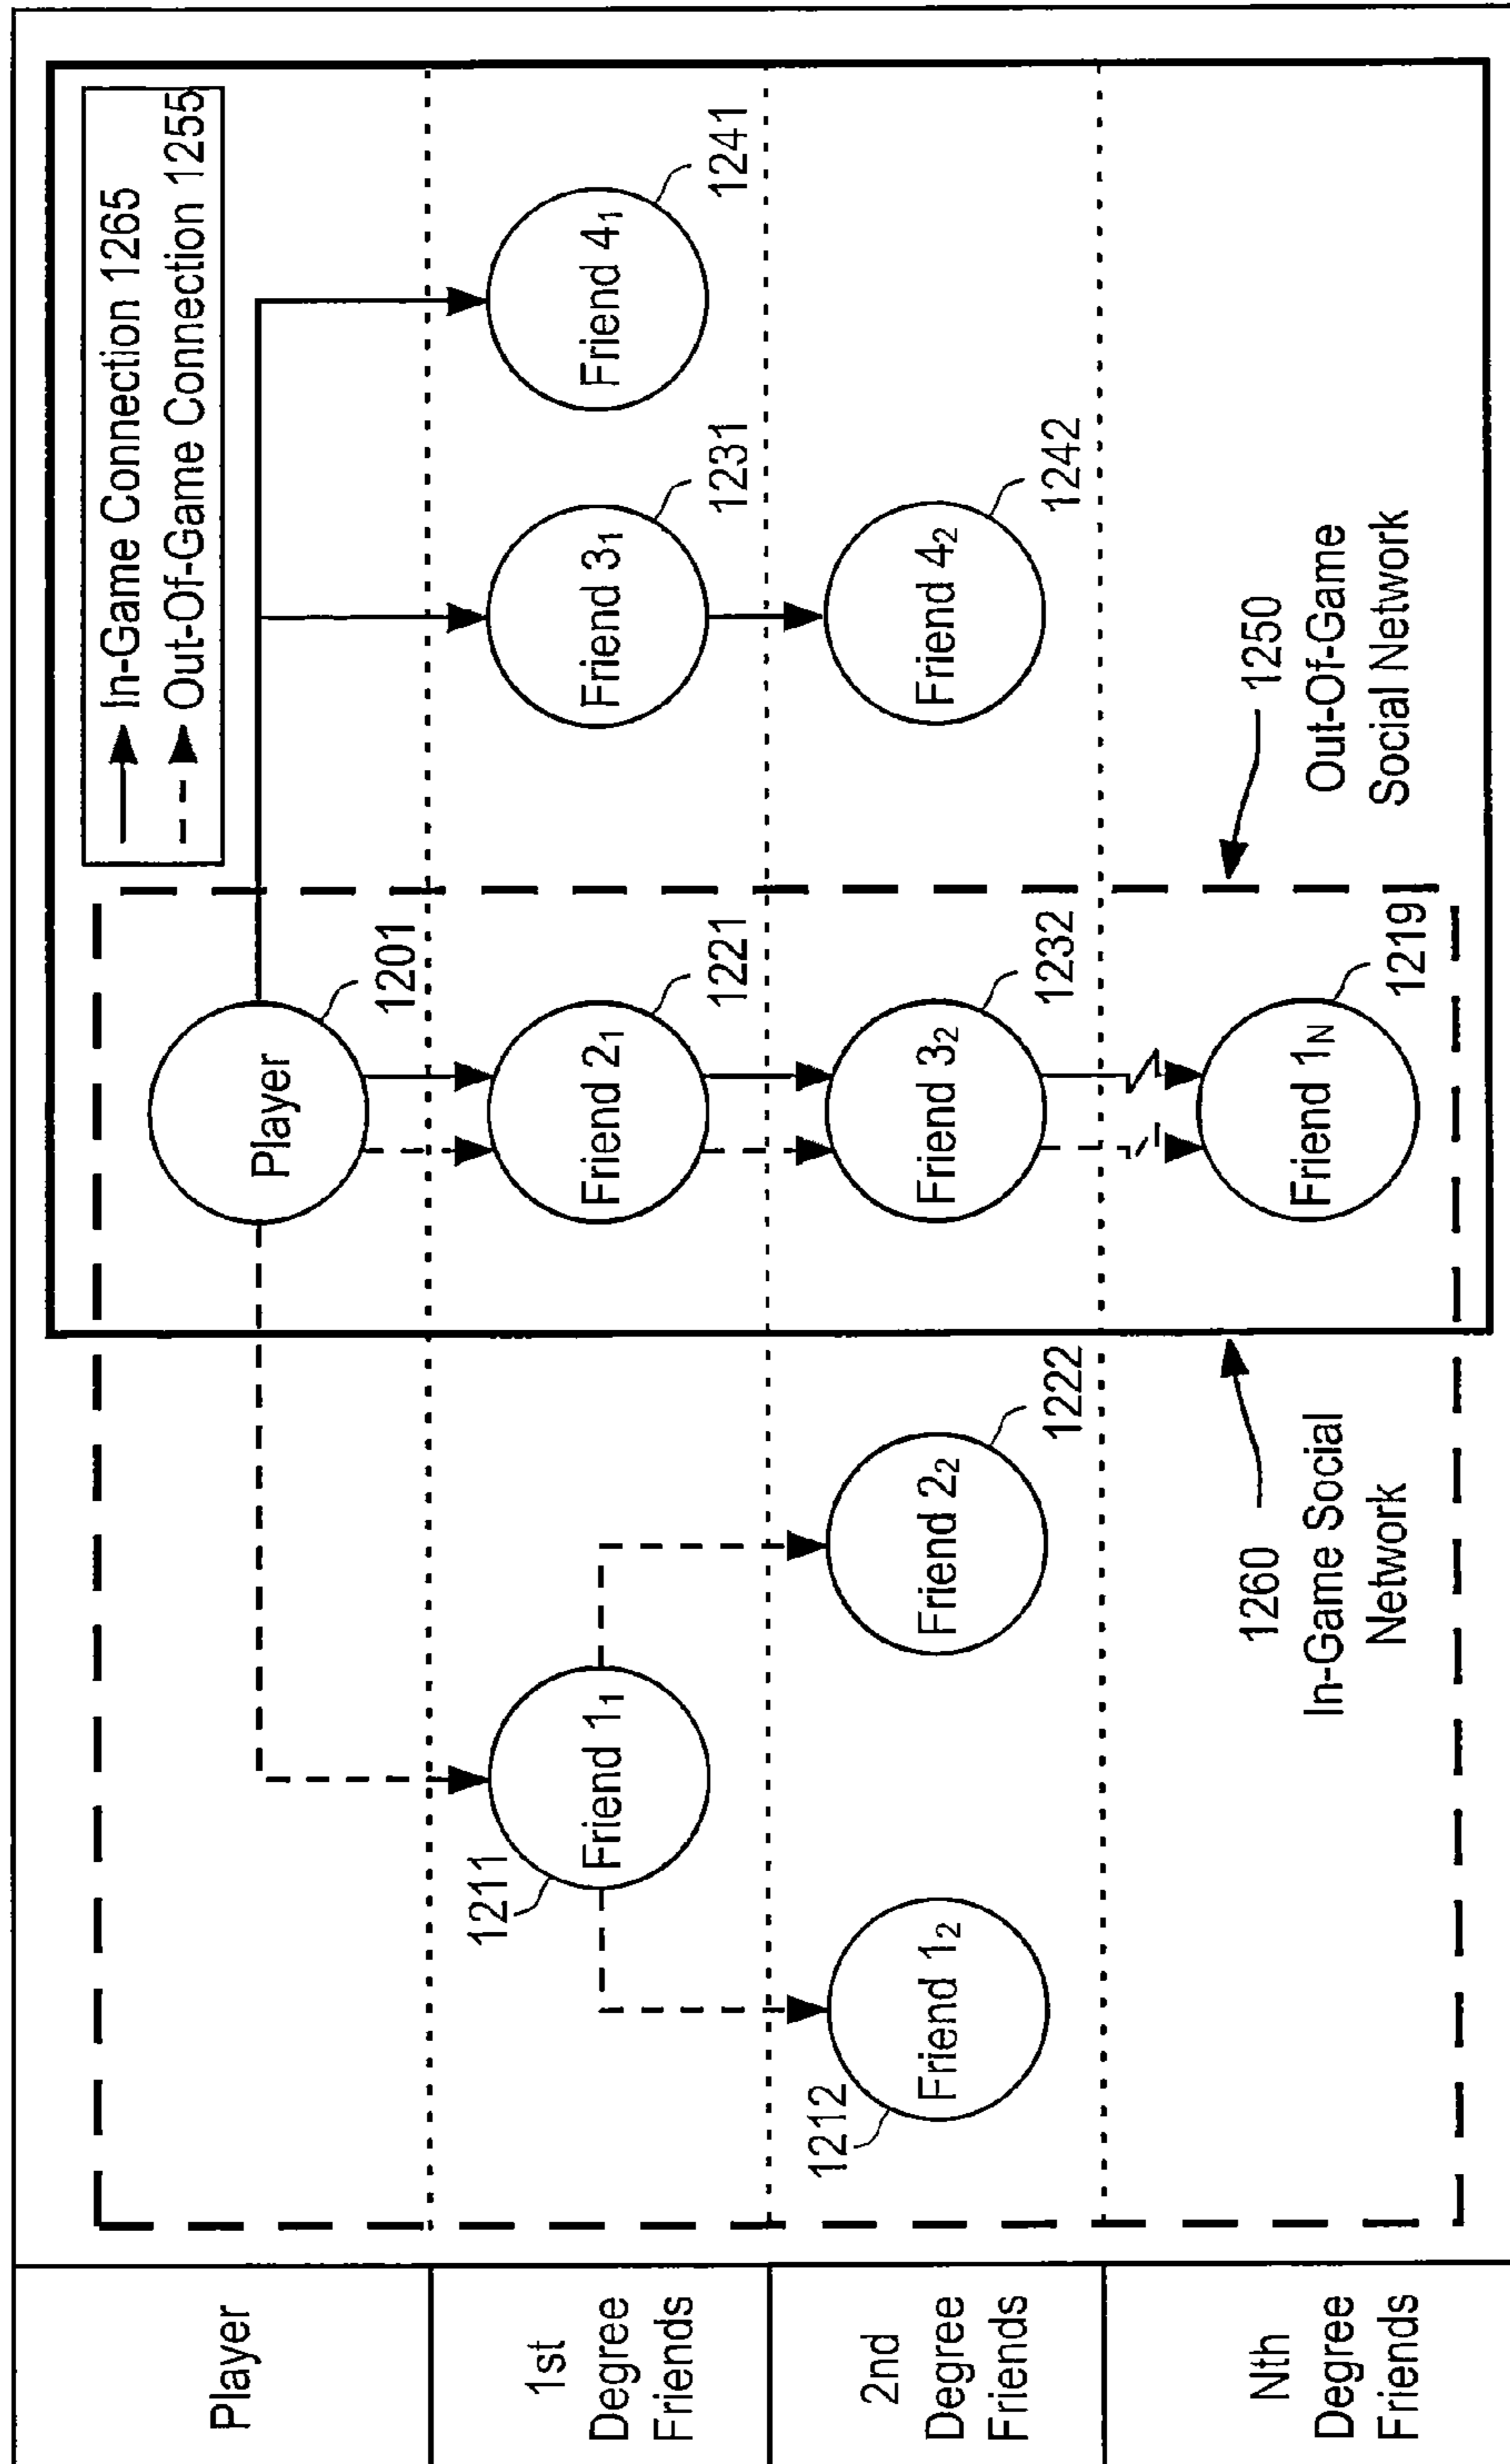 Player
1st
Degree
Friends
2nd
Degree
Friends
Nth
Degree
Friends
In-Game Connection 1265
Out-Of-Game Connection 1255
Player
1201
1211
Friend 1₁
Friend 2₁
1221
Friend 3₁
1231
Friend 4₁
1241
1212
Friend 1₂
Friend 2₂
1222
Friend 3₂
1232
Friend 4₂
1242
1260
In-Game Social
Network
Friend 1N
1219
1250
Out-Of-Game
Social Network